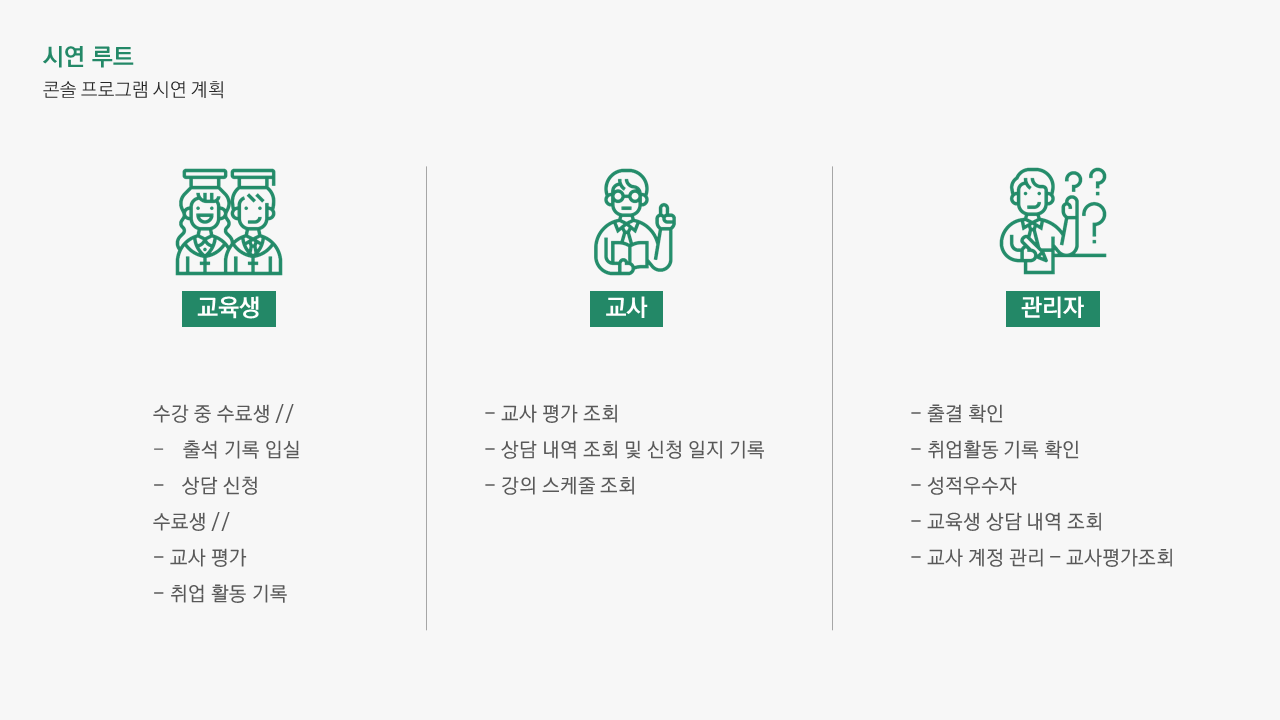 시연 루트
콘솔 프로그램 시연 계획
교육생
수강 중 수료생 //
– 출석 기록 입실
– 상담 신청
수료생 //
– 교사 평가
– 취업 활동 기록
교사
– 교사 평가 조회
– 상담 내역 조회 및 신청 일지 기록
– 강의 스케줄 조회
관리자
– 출결 확인
– 취업활동 기록 확인
– 성적우수자
– 교육생 상담 내역 조회
– 교사 계정 관리 – 교사평가조회